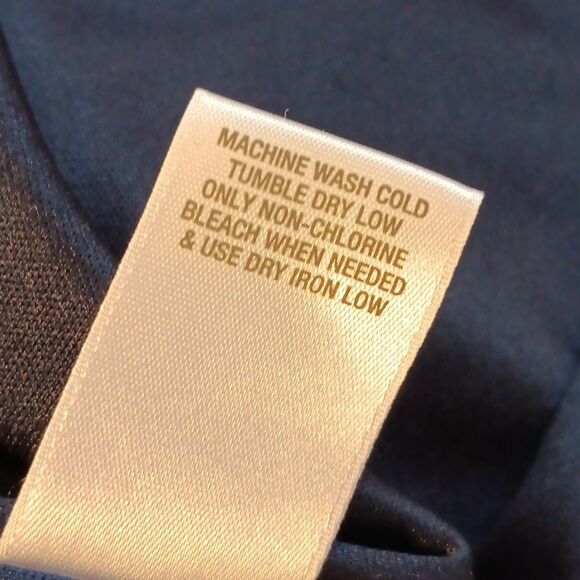 MACHINE WASH COLD
TUMBLE DRY LOW
ONLY NON-CHLORINE
BLEACH WHEN NEEDED
& USE DRY IRON LOW